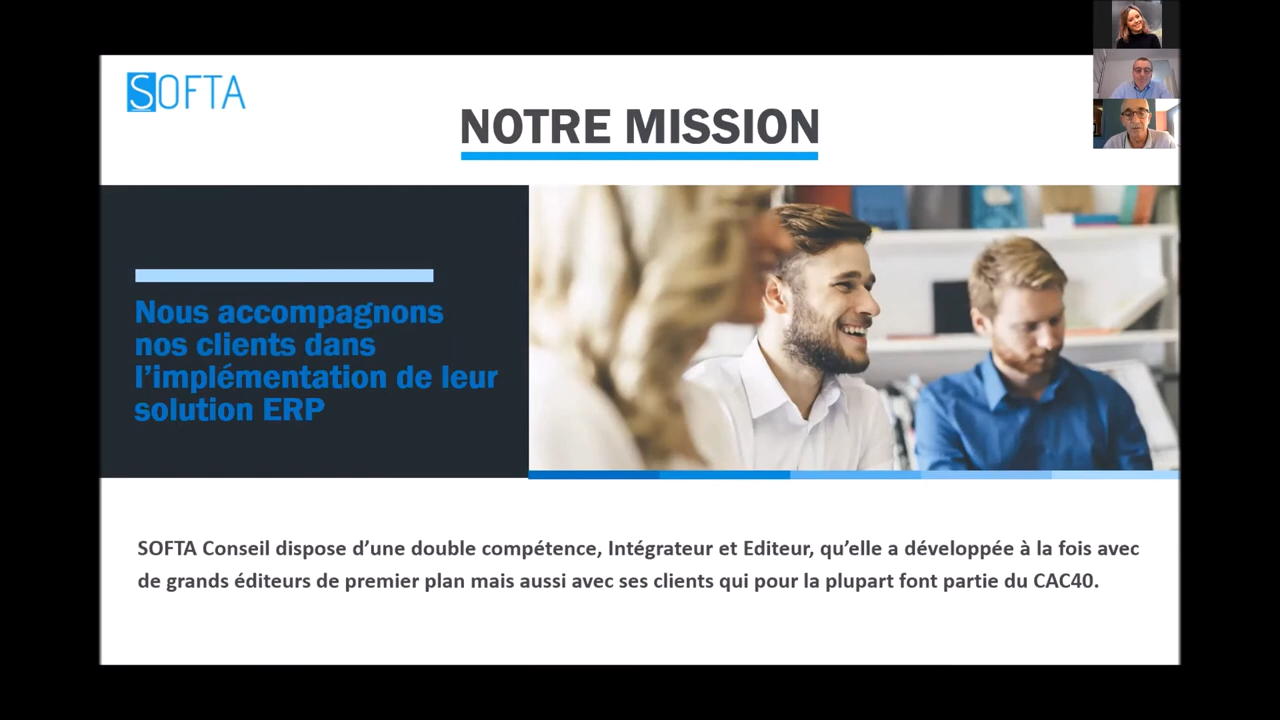 SOFTA
NOTRE MISSION
Nous accompagnons
nos clients dans
l’implémentation de leur
solution ERP
SOFTA Conseil dispose d’une double compétence, Intégrateur et Editeur, qu’elle a développée à la fois avec
de grands éditeurs de premier plan mais aussi avec ses clients qui pour la plupart font partie du CAC40.